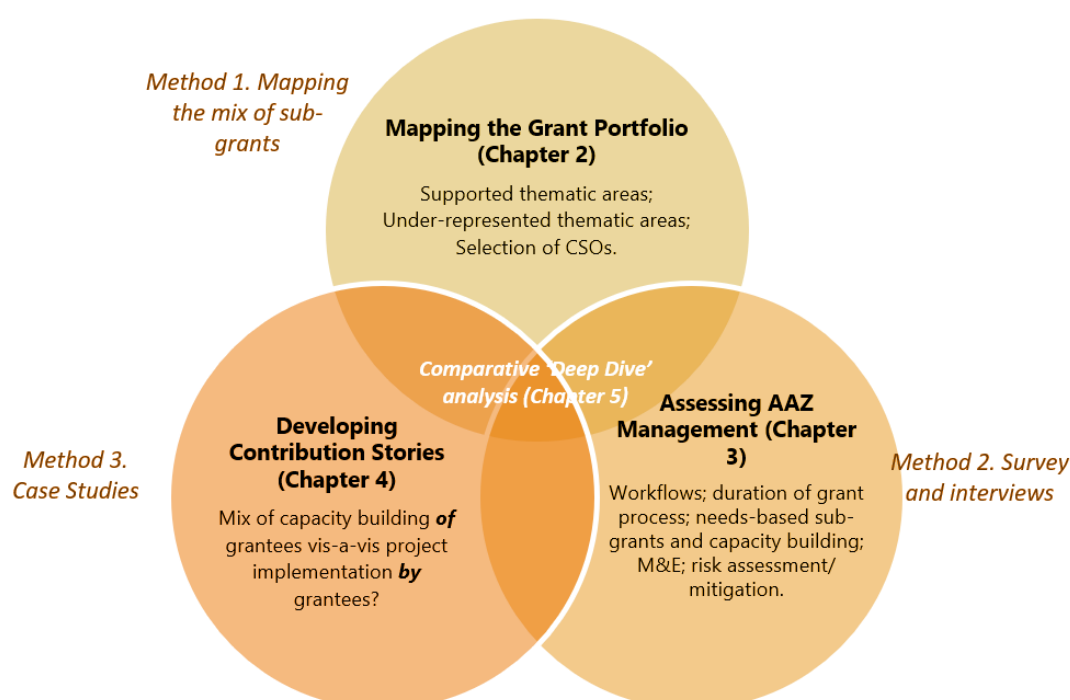 Method 1. Mapping
the mix of sub-
grants
Mapping the Grant Portfolio
(Chapter 2)
Supported thematic areas;
Under-represented thematic areas;
Selection of CSOs.
Comparative ‘Deep Dive’
analysis (Chapter 5)
Developing
Contribution Stories
(Chapter 4)
Mix of capacity building of
grantees vis-a-vis project
implementation by
grantees?
Assessing AAZ
Management (Chapter
3)
Workflows; duration of grant
process; needs-based sub-
grants and capacity building;
M&E; risk assessment/
mitigation.
Method 3.
Case Studies
Method 2. Survey
and interviews